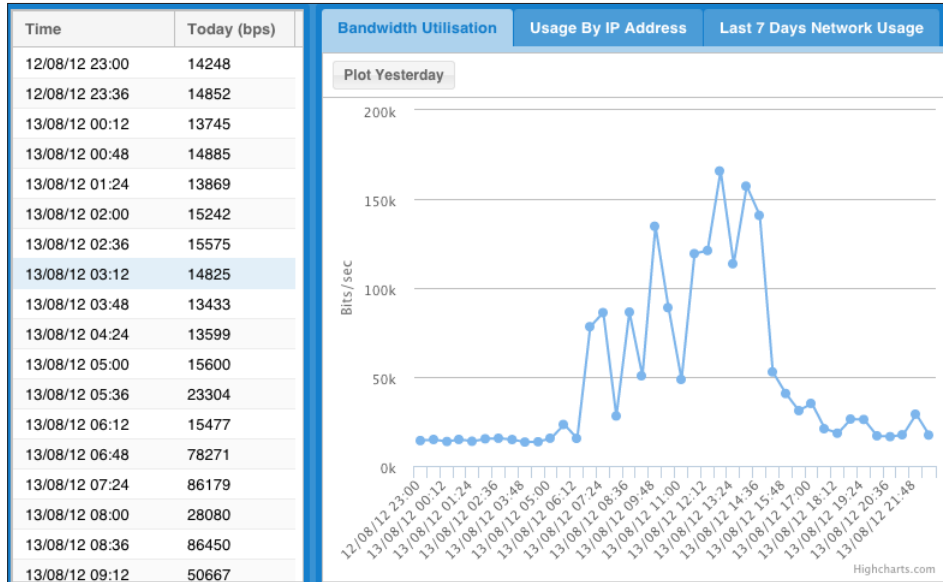 Time Today (bps)
12/08/12 23:00 14248
12/08/12 23:36 14852
13/08/12 00:12 13745
13/08/12 00:48 14885
13/08/12 01:24 13869
13/08/12 02:00 15242
13/08/12 02:36 15575
13/08/12 03:12 14825
13/08/12 03:48 13433
13/08/12 04:24 13599
13/08/12 05:00 15600
13/08/12 05:36 23304
13/08/12 06:12 15477
13/08/12 06:48 78271
13/08/12 07:24 86179
13/08/12 08:00 28080
13/08/12 08:36 86450
13/08/12 09:12 50667
Bandwidth Utilisation Usage By IP Address Last 7 Days Network Usage
Plot Yesterday
200k
150k
100k
50k
0k
Bits/sec
12/08/12 23:00
13/08/12 00:12
13/08/12 01:24
13/08/12 02:36
13/08/12 03:48
13/08/12 05:00
13/08/12 06:12
13/08/12 07:24
13/08/12 08:36
13/08/12 09:48
13/08/12 11:00
13/08/12 12:12
13/08/12 13:24
13/08/12 14:36
13/08/12 15:48
13/08/12 17:00
13/08/12 18:12
13/08/12 19:24
13/08/12 20:36
13/08/12 21:48
Highcharts.com